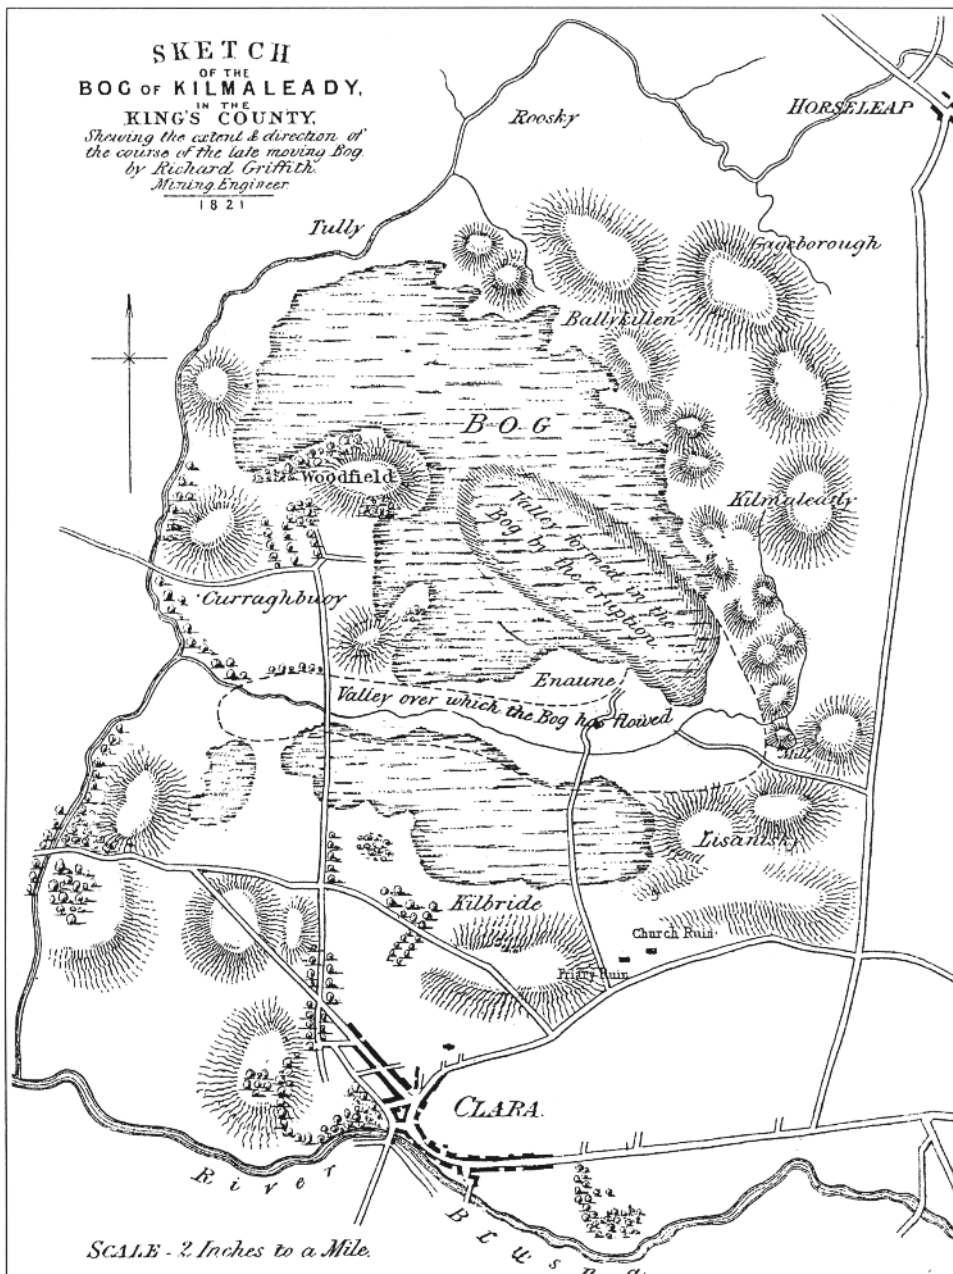 SKETCH
OF THE
BOG OF KILMALEADY,
IN THE
KING'S COUNTY,
Shewing the extent & direction of
the course of the late moving Bog.
by Richard Griffith.
Mining Engineer.
1821
HORSELEAP
Roosky
Tully
Gageborough
Ballykillen
B-O-G
Woodfield
Kilmaleady
Valley formed in the
Bog by the eruption
Curraghbuoy
Enaune
Valley over which the Bog has flowed
Mill
Lisanisky
Kilbride
Church Ruin
Friary Ruin
CLARA.
River Brusna
SCALE - 2 Inches to a Mile.